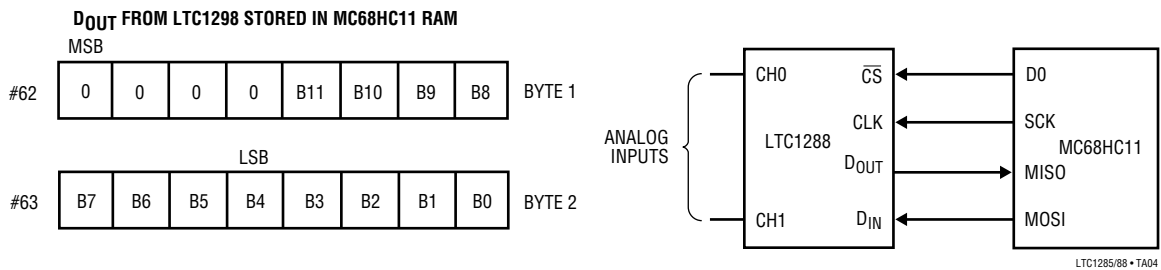 DOUT FROM LTC1298 STORED IN MC68HC11 RAM
MSB
#62 0 0 0 0 B11 B10 B9 B8 BYTE 1
LSB
#63 B7 B6 B5 B4 B3 B2 B1 B0 BYTE 2
ANALOG
INPUTS
CH0
CH1
LTC1288
CS
CLK
DOUT
DIN
D0
SCK
MC68HC11
MISO
MOSI
LTC1285/88 • TA04